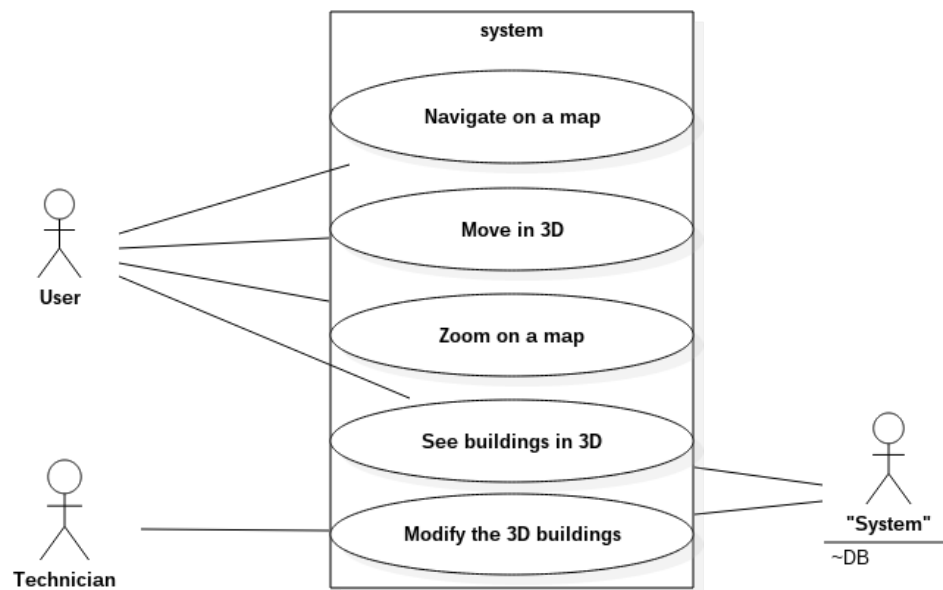 system
Navigate on a map
Move in 3D
User
Zoom on a map
See buildings in 3D
"System"
~DB
Modify the 3D buildings
Technician